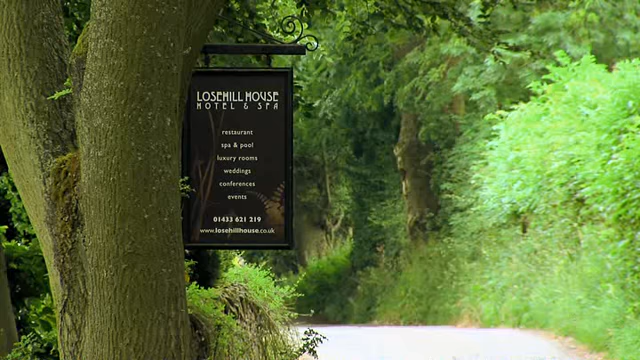 LOSEHILL HOUSE
HOTEL & SPA
restaurant
spa & pool
luxury rooms
weddings
conferences
events
01433 621 219
www.losehillhouse.co.uk